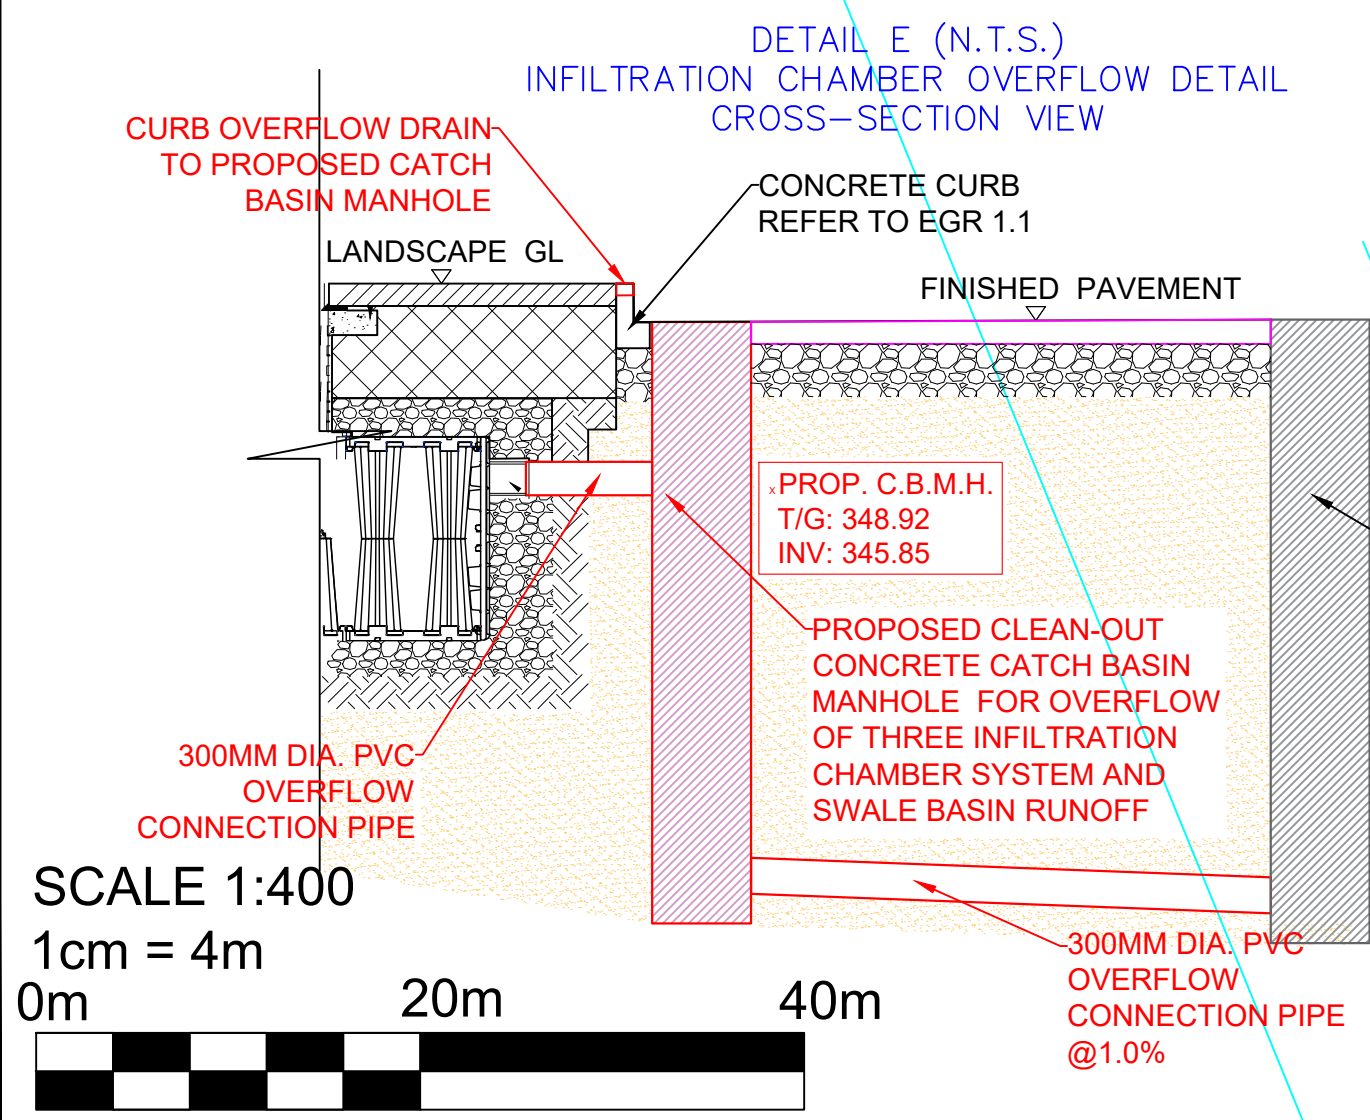 DETAIL E (N.T.S.)
INFILTRATION CHAMBER OVERFLOW DETAIL
CROSS-SECTION VIEW
CURB OVERFLOW DRAIN
TO PROPOSED CATCH
BASIN MANHOLE
CONCRETE CURB
REFER TO EGR 1.1
LANDSCAPE GL
FINISHED PAVEMENT
x PROP. C.B.M.H.
T/G: 348.92
INV: 345.85
PROPOSED CLEAN-OUT
CONCRETE CATCH BASIN
MANHOLE FOR OVERFLOW
OF THREE INFILTRATION
CHAMBER SYSTEM AND
SWALE BASIN RUNOFF
300MM DIA. PVC
OVERFLOW
CONNECTION PIPE
300MM DIA. PVC
OVERFLOW
CONNECTION PIPE
@1.0%
SCALE 1:400
1cm = 4m
0m 20m 40m